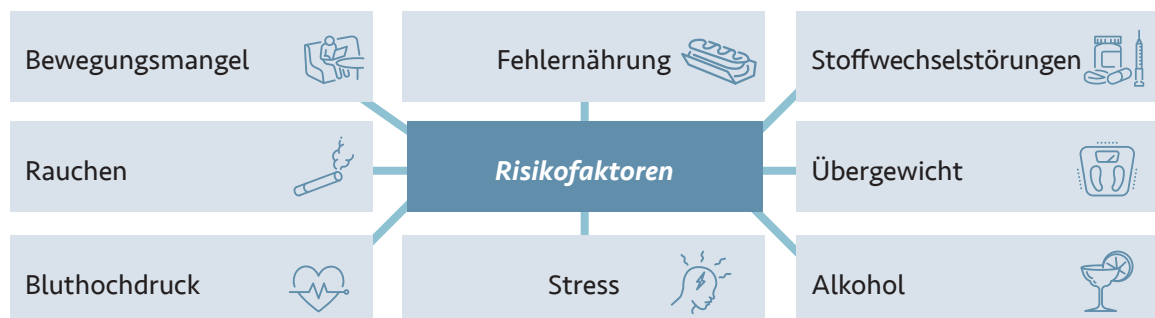 Bewegungsmangel
Fehlernährung
Stoffwechselstörungen
Rauchen
Risikofaktoren
Übergewicht
Bluthochdruck
Stress
Alkohol